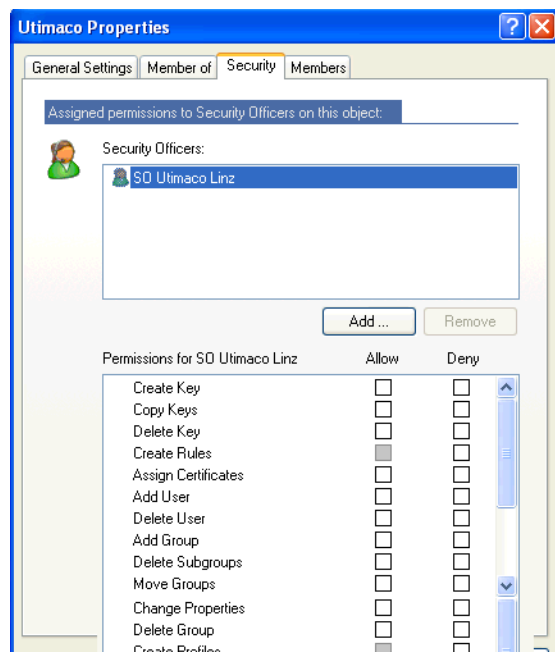 Utimaco Properties
General Settings Member of Security Members
Assigned permissions to Security Officers on this object:
Security Officers:
SO Utimaco Linz
Add ... Remove
Permissions for SO Utimaco Linz Allow Deny
Create Key
Copy Keys
Delete Key
Create Rules
Assign Certificates
Add User
Delete User
Add Group
Delete Subgroups
Move Groups
Change Properties
Delete Group
Create Profiles